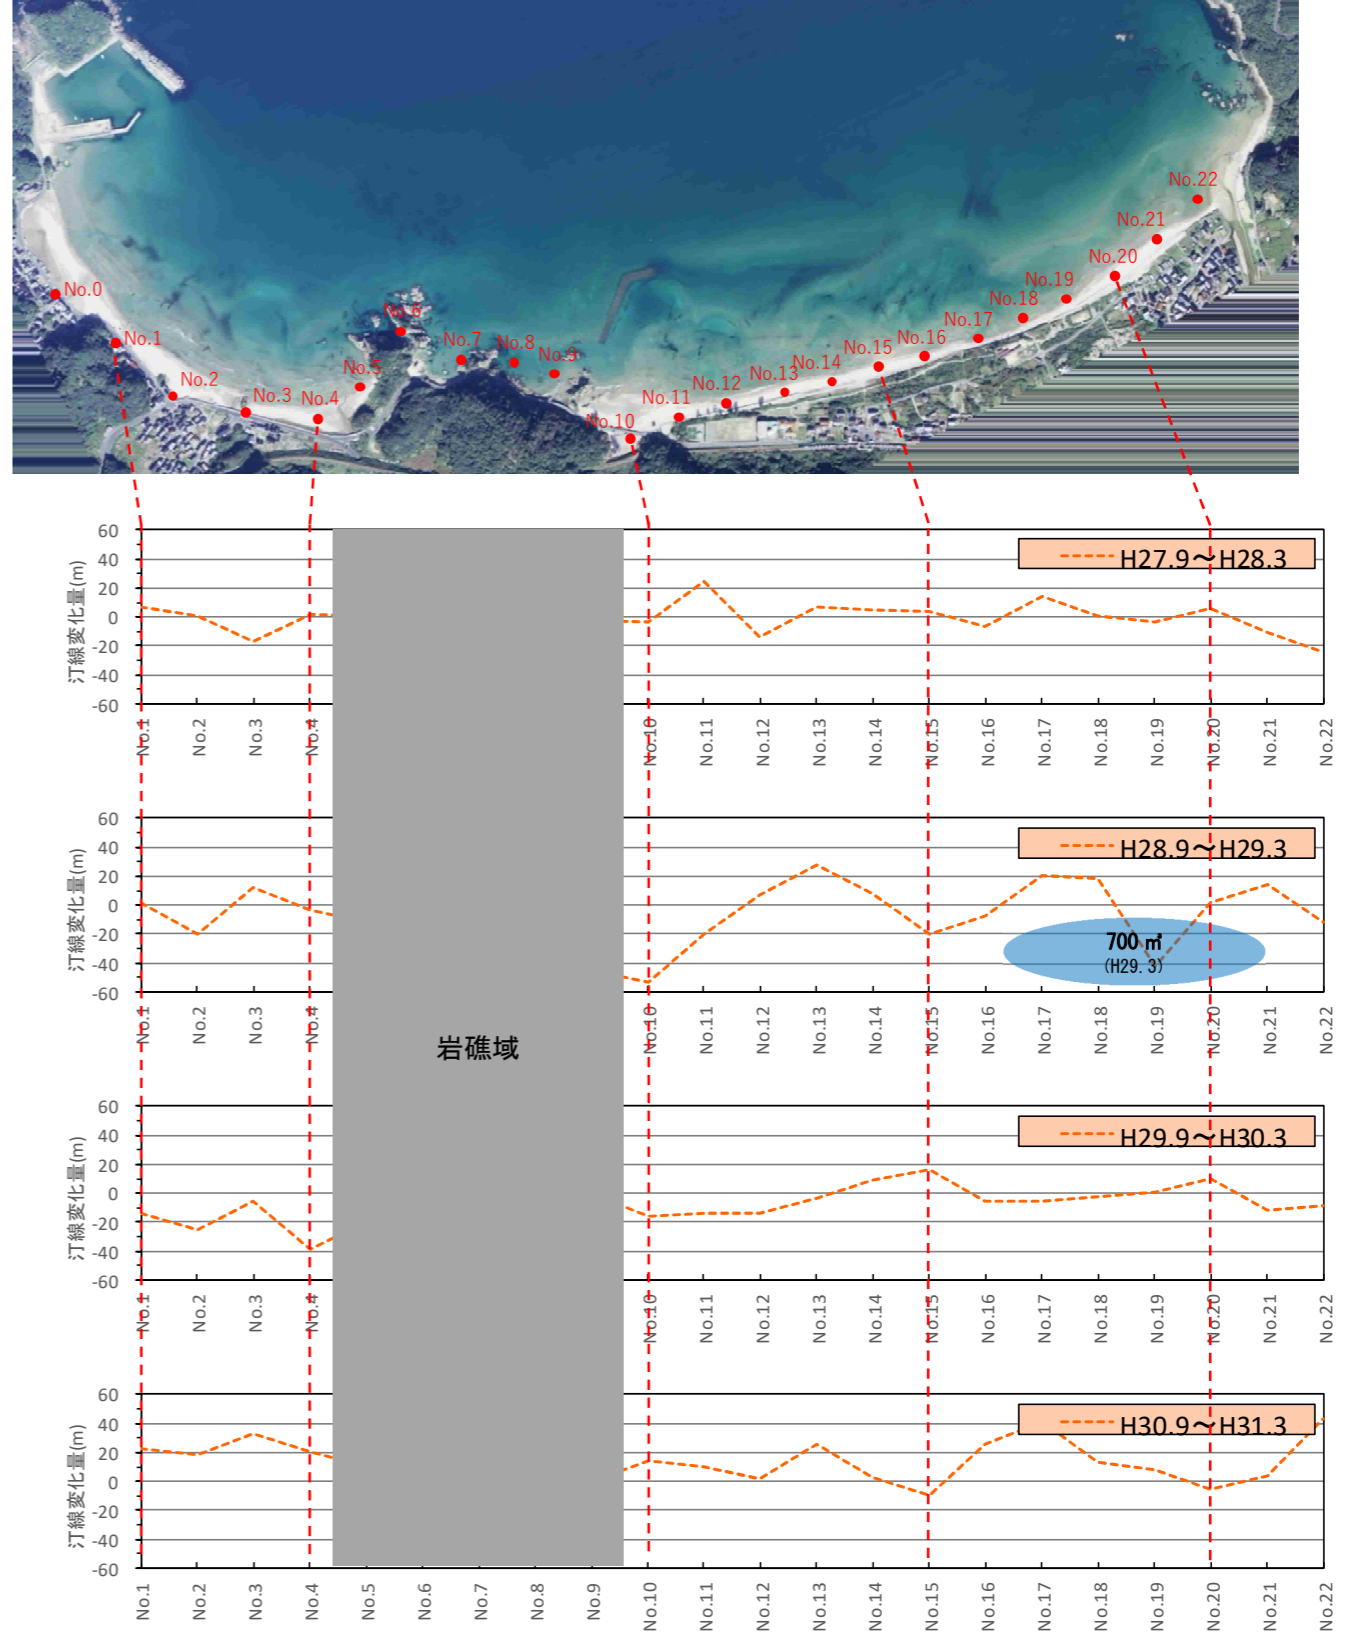 No.22
No.21
No.20
No.19
No.18
No.17
No.16
No.15
No.14
No.13
No.12
No.11
No.10
No.9
No.8
No.7
No.6
No.5
No.4
No.3
No.2
No.1
No.0
汀線変化量(m)
60
40
20
0
-20
-40
-60
H27.9～H28.3
No.1
No.2
No.3
No.4
No.10
No.11
No.12
No.13
No.14
No.15
No.16
No.17
No.18
No.19
No.20
No.21
No.22
汀線変化量(m)
60
40
20
0
-20
-40
-60
H28.9～H29.3
700 ㎥
(H29.3)
No.1
No.2
No.3
No.4
No.10
No.11
No.12
No.13
No.14
No.15
No.16
No.17
No.18
No.19
No.20
No.21
No.22
岩礁域
汀線変化量(m)
60
40
20
0
-20
-40
-60
H29.9～H30.3
No.1
No.2
No.3
No.4
No.10
No.11
No.12
No.13
No.14
No.15
No.16
No.17
No.18
No.19
No.20
No.21
No.22
汀線変化量(m)
60
40
20
0
-20
-40
-60
H30.9～H31.3
No.1
No.2
No.3
No.4
No.5
No.6
No.7
No.8
No.9
No.10
No.11
No.12
No.13
No.14
No.15
No.16
No.17
No.18
No.19
No.20
No.21
No.22